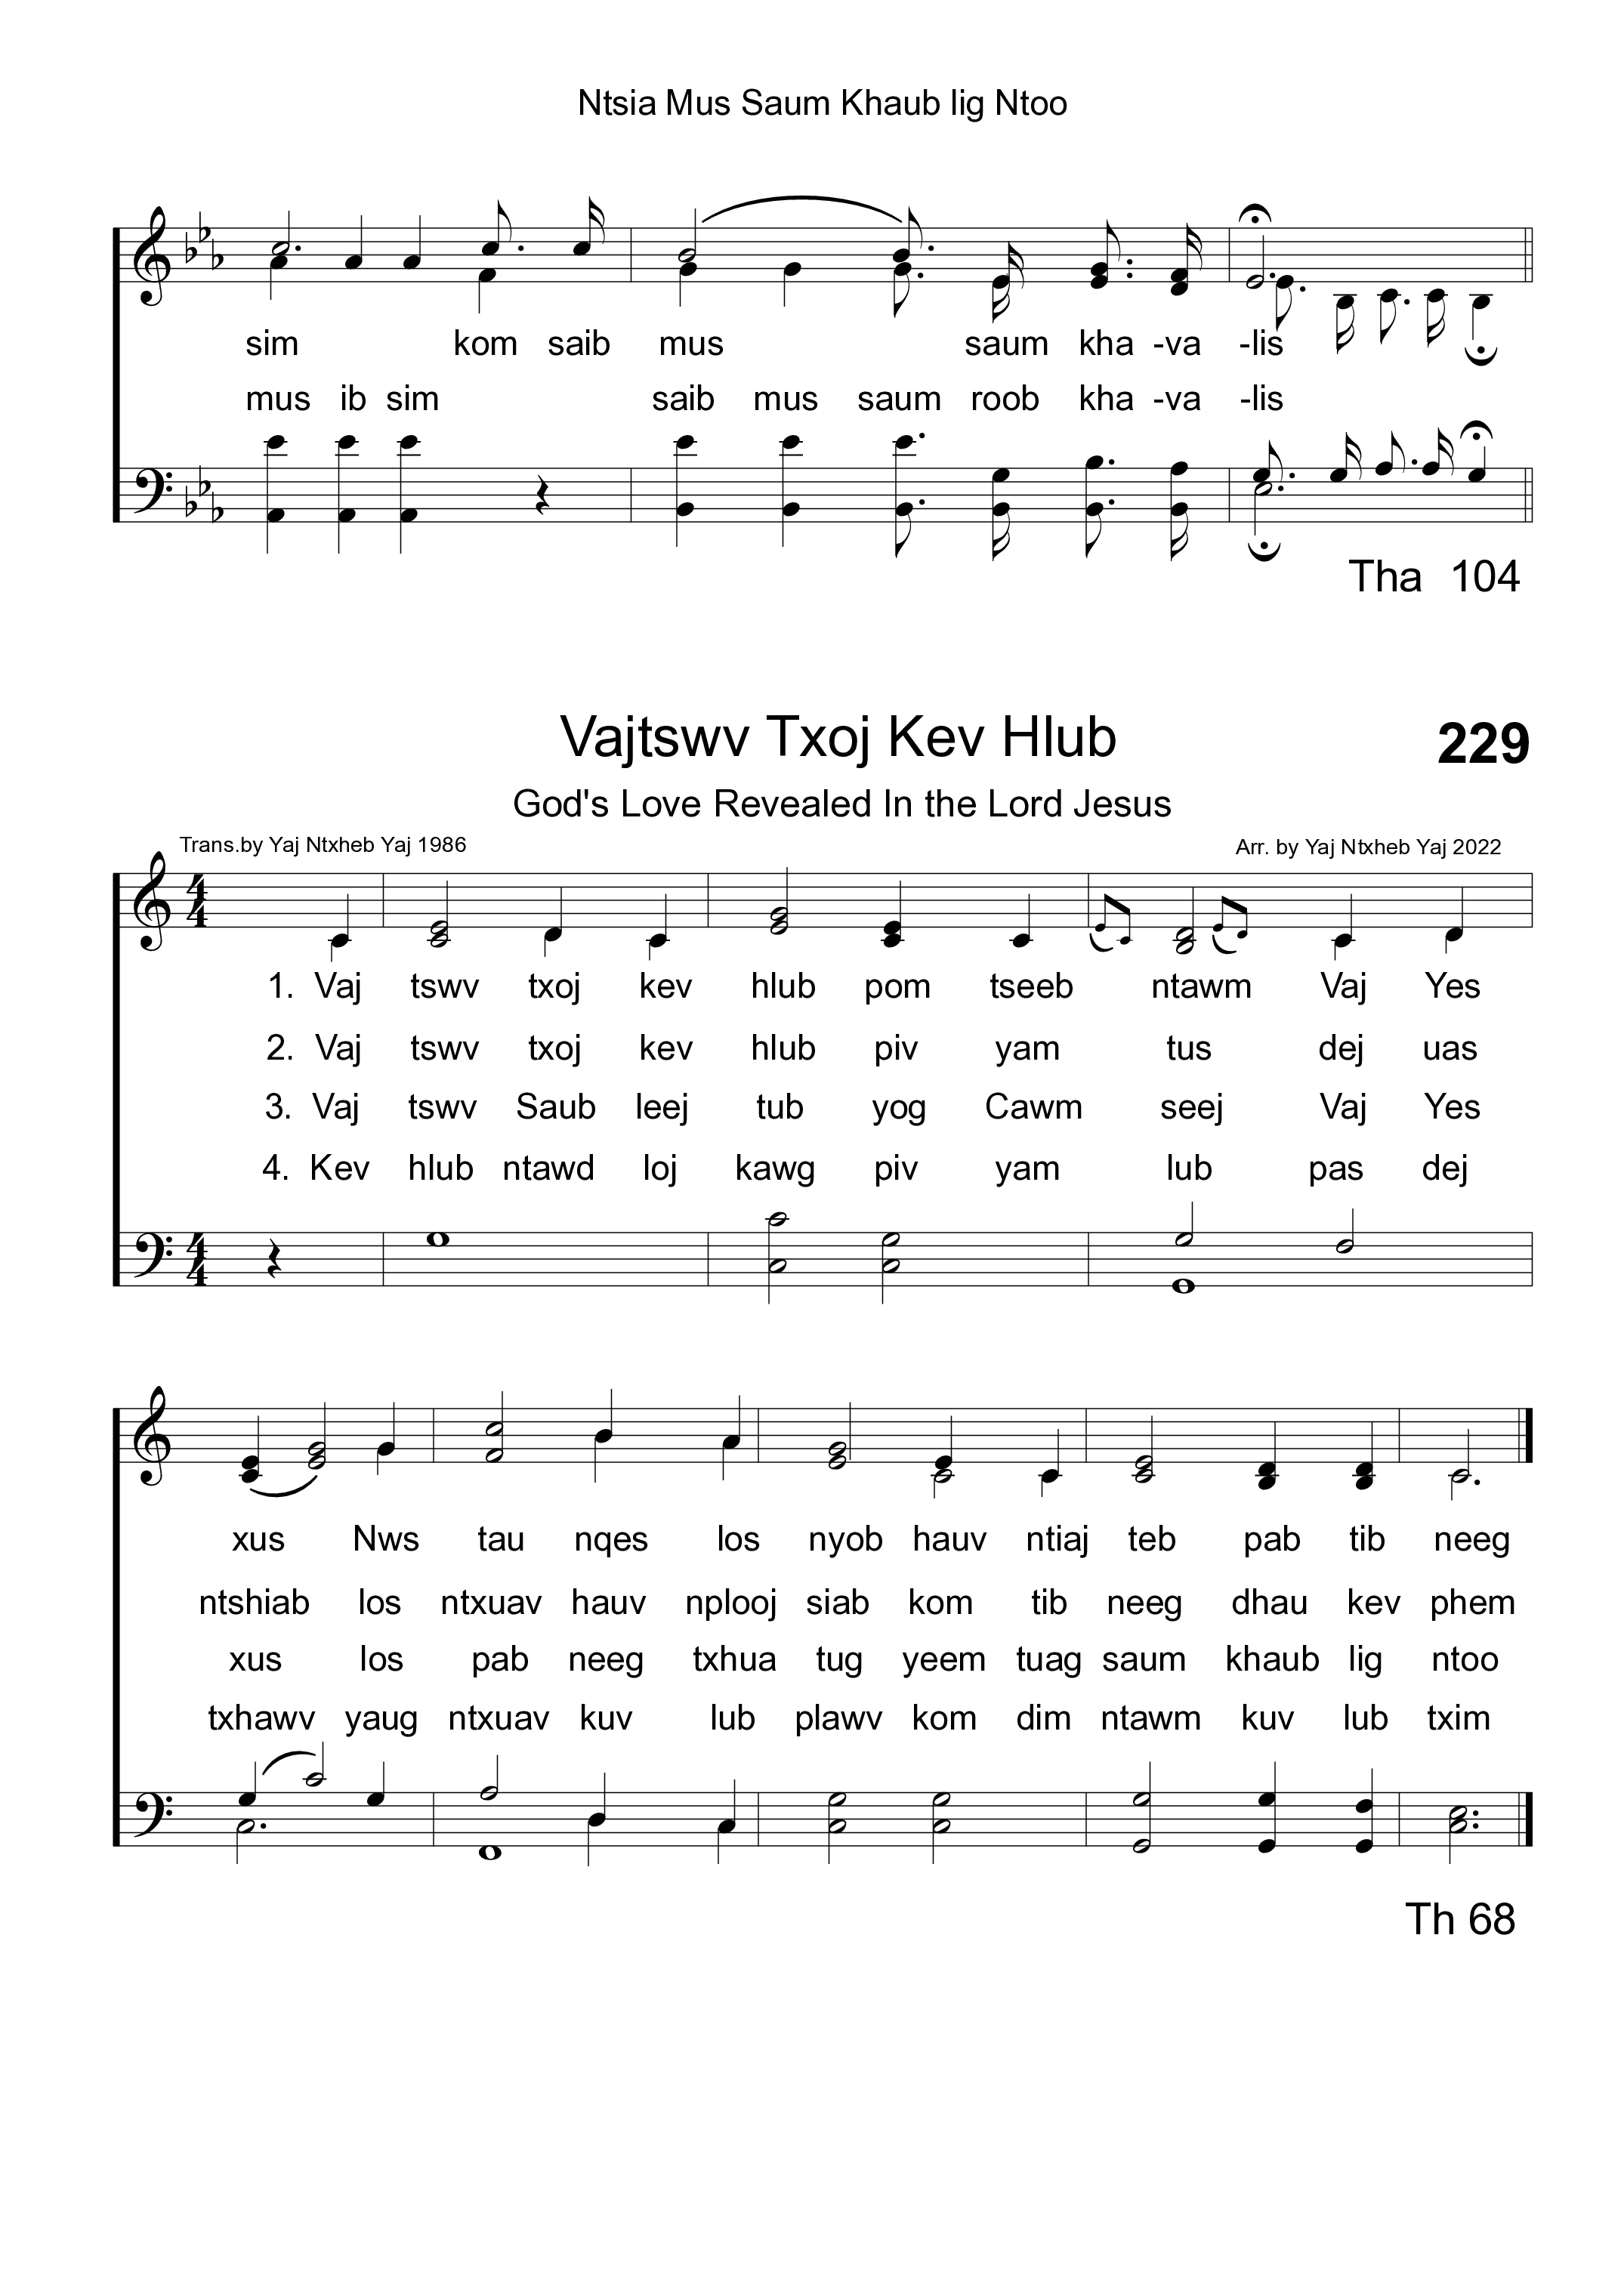 Ntsia Mus Saum Khaub lig Ntoo
sim kom saib mus saum kha -va -lis
mus ib sim saib mus saum roob kha -va -lis
Tha 104
Vajtswv Txoj Kev Hlub 229
God's Love Revealed In the Lord Jesus
Trans.by Yaj Ntxheb Yaj 1986 Arr. by Yaj Ntxheb Yaj 2022
4
4
1. Vaj tswv txoj kev hlub pom tseeb ntawm Vaj Yes
2. Vaj tswv txoj kev hlub piv yam tus dej uas
3. Vaj tswv Saub leej tub yog Cawm seej Vaj Yes
4. Kev hlub ntawd loj kawg piv yam lub pas dej
4
4
xus Nws tau nqes los nyob hauv ntiaj teb pab tib neeg
ntshiab los ntxuav hauv nplooj siab kom tib neeg dhau kev phem
xus los pab neeg txhua tug yeem tuag saum khaub lig ntoo
txhawv yaug ntxuav kuv lub plawv kom dim ntawm kuv lub txim
Th 68